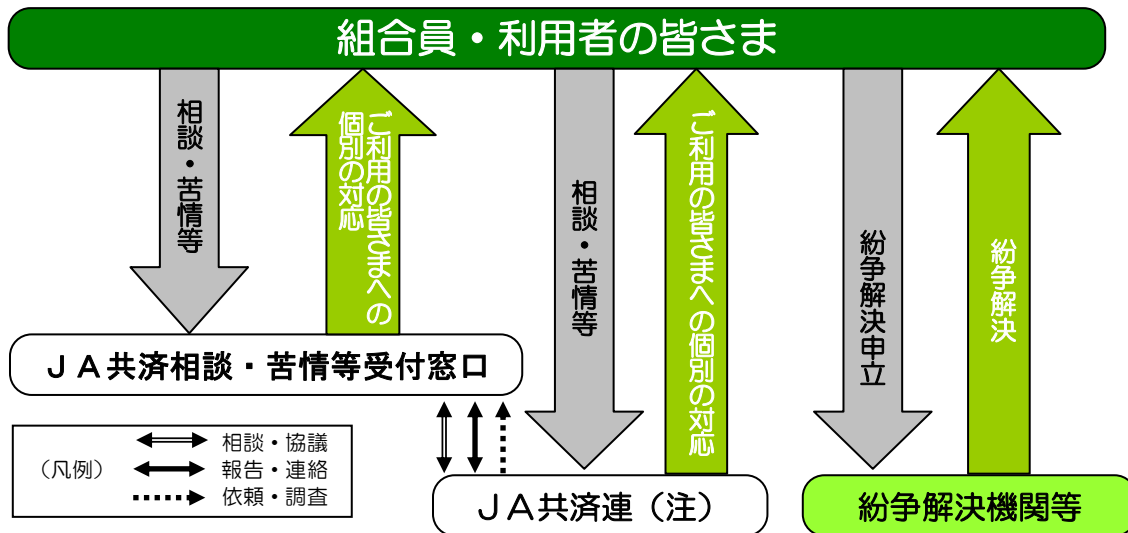 組合員・利用者の皆さま
相談・苦情等
ご利用の皆さまへの
個別の対応
相談・苦情等
ご利用の皆さまへの個別の対応
紛争解決申立
紛争解決
ＪＡ共済相談・苦情等受付窓口
（凡例）
相談・協議
報告・連絡
依頼・調査
ＪＡ共済連（注）
紛争解決機関等